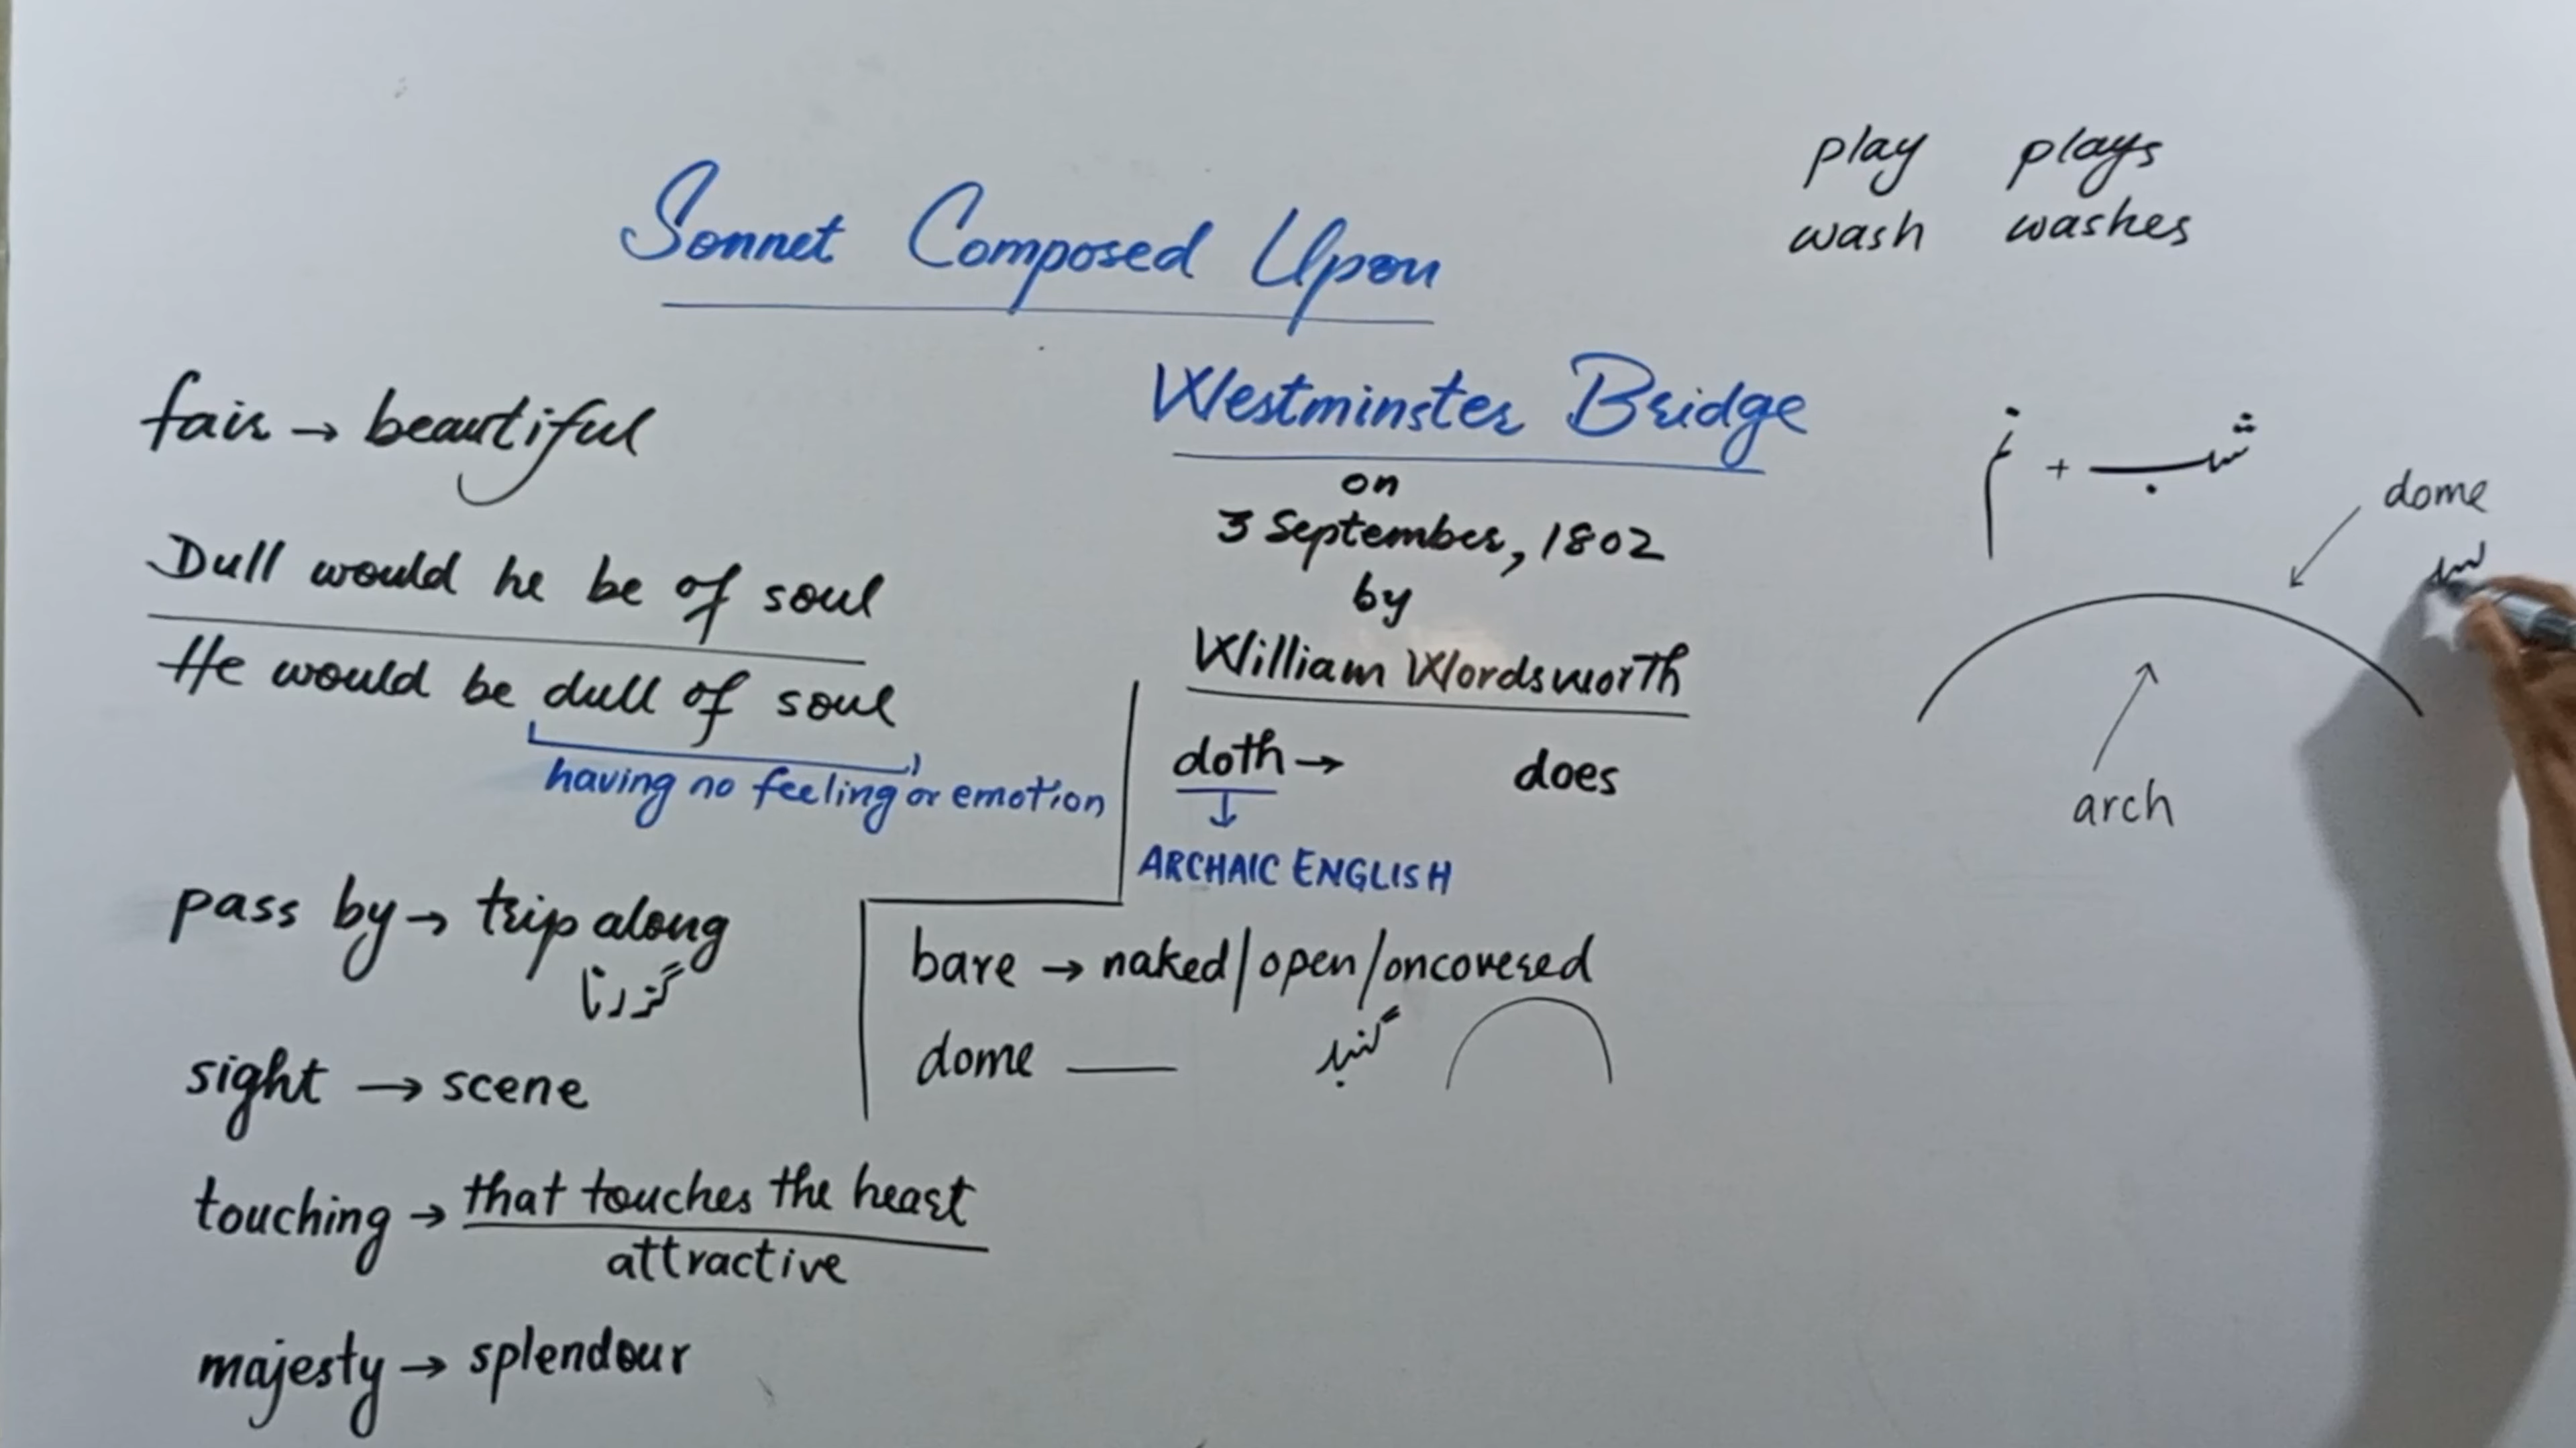 play plays
wash washes
Sonnet Composed Upon
Westminster Bridge
on
3 September, 1802
by
William Wordsworth
fair → beautiful
Dull would he be of soul
He would be dull of soul
having no feeling or emotion
pass by → trip along
گزرنا
sight → scene
touching → that touches the heart
attractive
majesty → splendour
doth → does
ARCHAIC ENGLISH
bare → naked/open/oncovered
dome گنبد
dome
arch